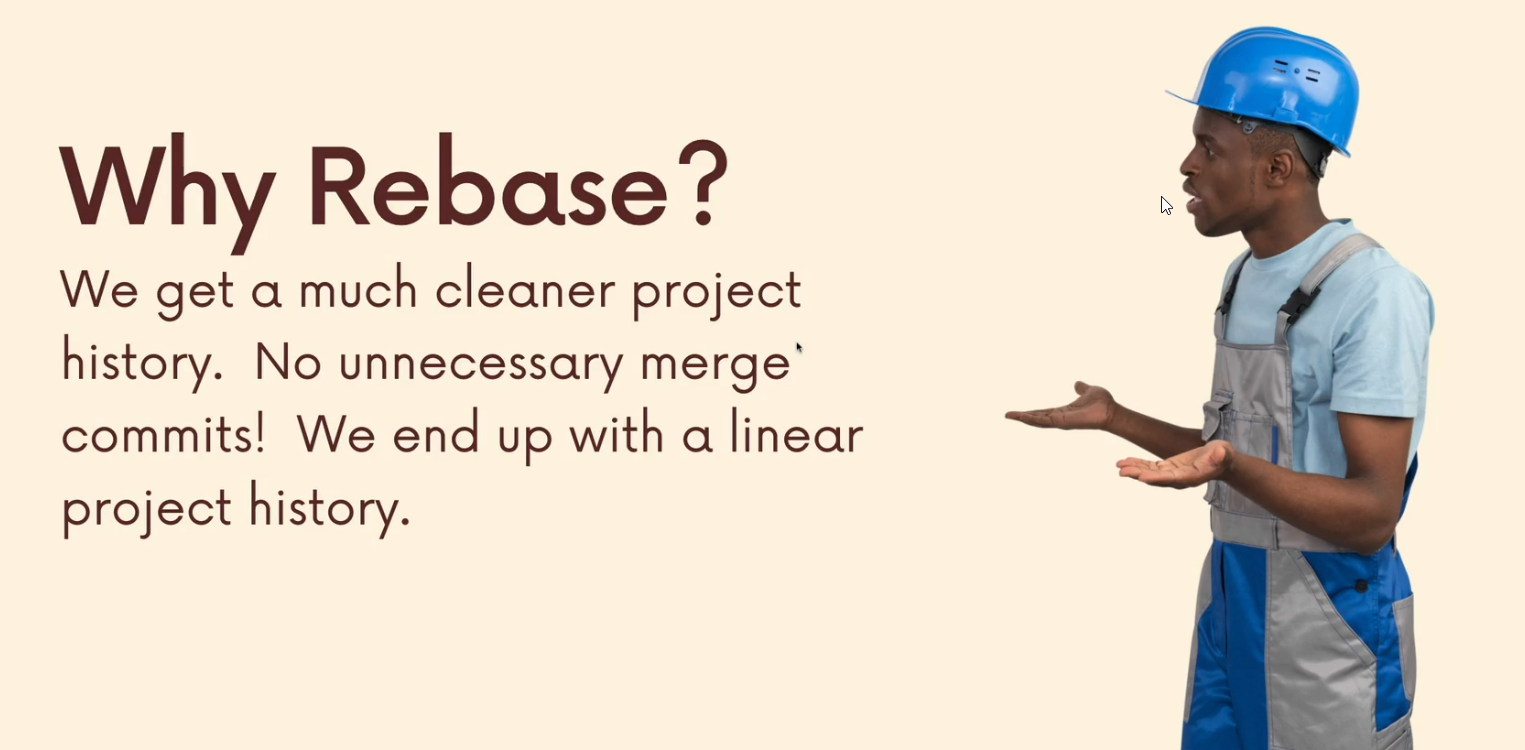 Why Rebase?
We get a much cleaner project
history.  No unnecessary merge
commits!  We end up with a linear
project history.